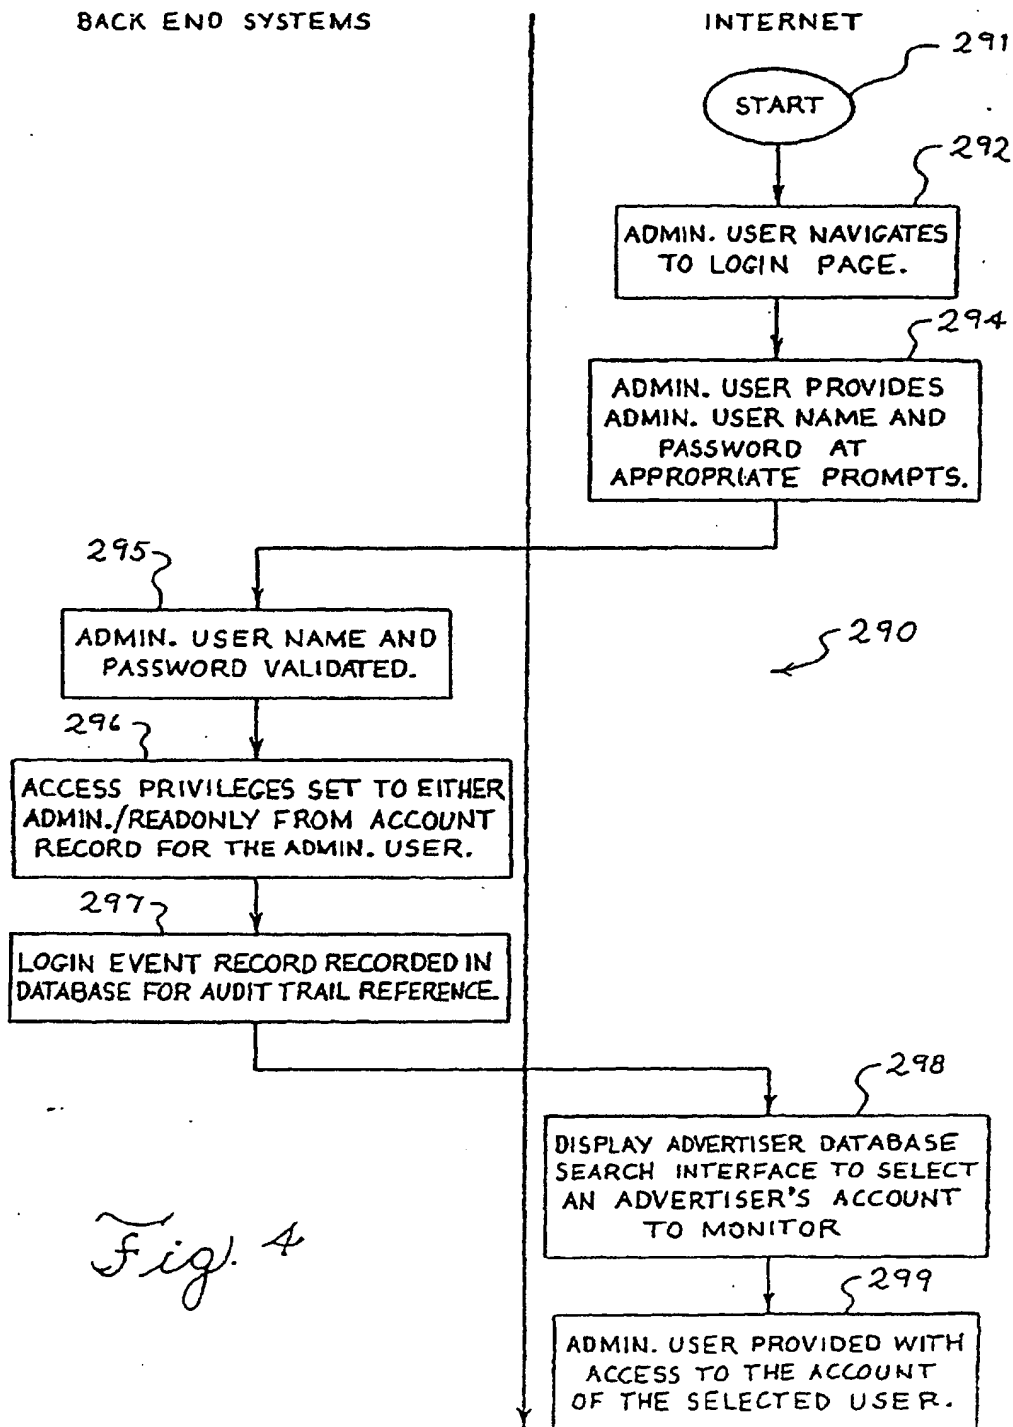 BACK END SYSTEMS
INTERNET
291
START
292
ADMIN. USER NAVIGATES
TO LOGIN PAGE.
294
ADMIN. USER PROVIDES
ADMIN. USER NAME AND
PASSWORD AT
APPROPRIATE PROMPTS.
295
ADMIN. USER NAME AND
PASSWORD VALIDATED.
290
296
ACCESS PRIVILEGES SET TO EITHER
ADMIN./READONLY FROM ACCOUNT
RECORD FOR THE ADMIN. USER.
297
LOGIN EVENT RECORD RECORDED IN
DATABASE FOR AUDIT TRAIL REFERENCE.
298
DISPLAY ADVERTISER DATABASE
SEARCH INTERFACE TO SELECT
AN ADVERTISER'S ACCOUNT
TO MONITOR
Fig. 4
299
ADMIN. USER PROVIDED WITH
ACCESS TO THE ACCOUNT
OF THE SELECTED USER.